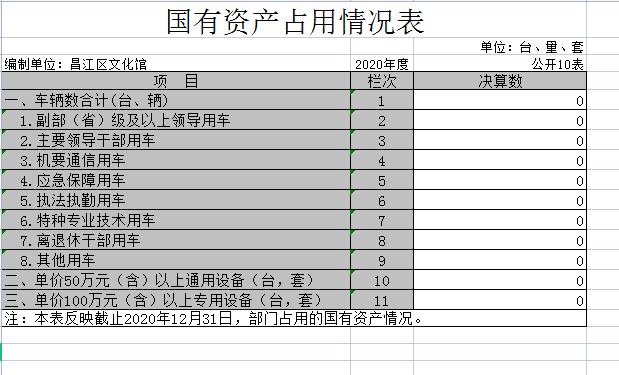 国有资产占用情况表
单位：台、量、套
编制单位：昌江区文化馆 2020年度 公开10表
项 目 栏次 决算数
一、车辆数合计(台、辆) 1 0
1.副部（省）级及以上领导用车 2 0
2.主要领导干部用车 3 0
3.机要通信用车 4 0
4.应急保障用车 5 0
5.执法执勤用车 6 0
6.特种专业技术用车 7 0
7.离退休干部用车 8 0
8.其他用车 9 0
二、单价50万元（含）以上通用设备（台，套） 10 0
三、单价100万元（含）以上专用设备（台，套） 11 0
注：本表反映截止2020年12月31日，部门占用的国有资产情况。